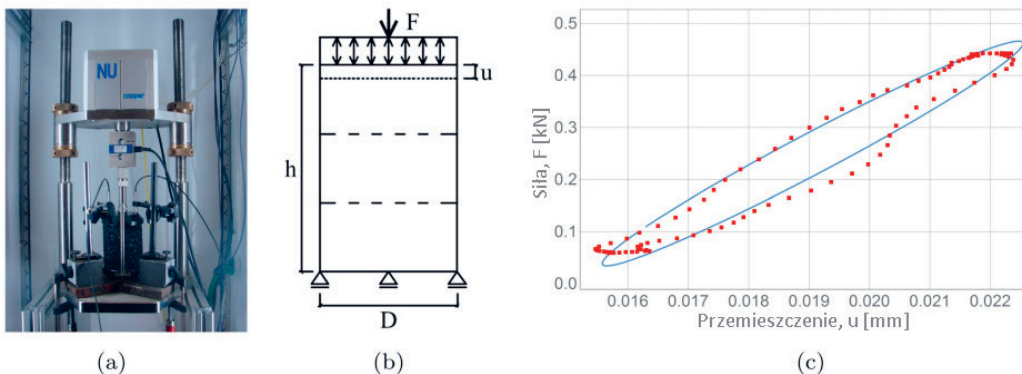 NU
cooper
(a)
F
u
h
D
(b)
Siła, F [kN]
0.5
0.4
0.3
0.2
0.1
0.0
0.016 0.017 0.018 0.019 0.020 0.021 0.022
Przemieszczenie, u [mm]
(c)